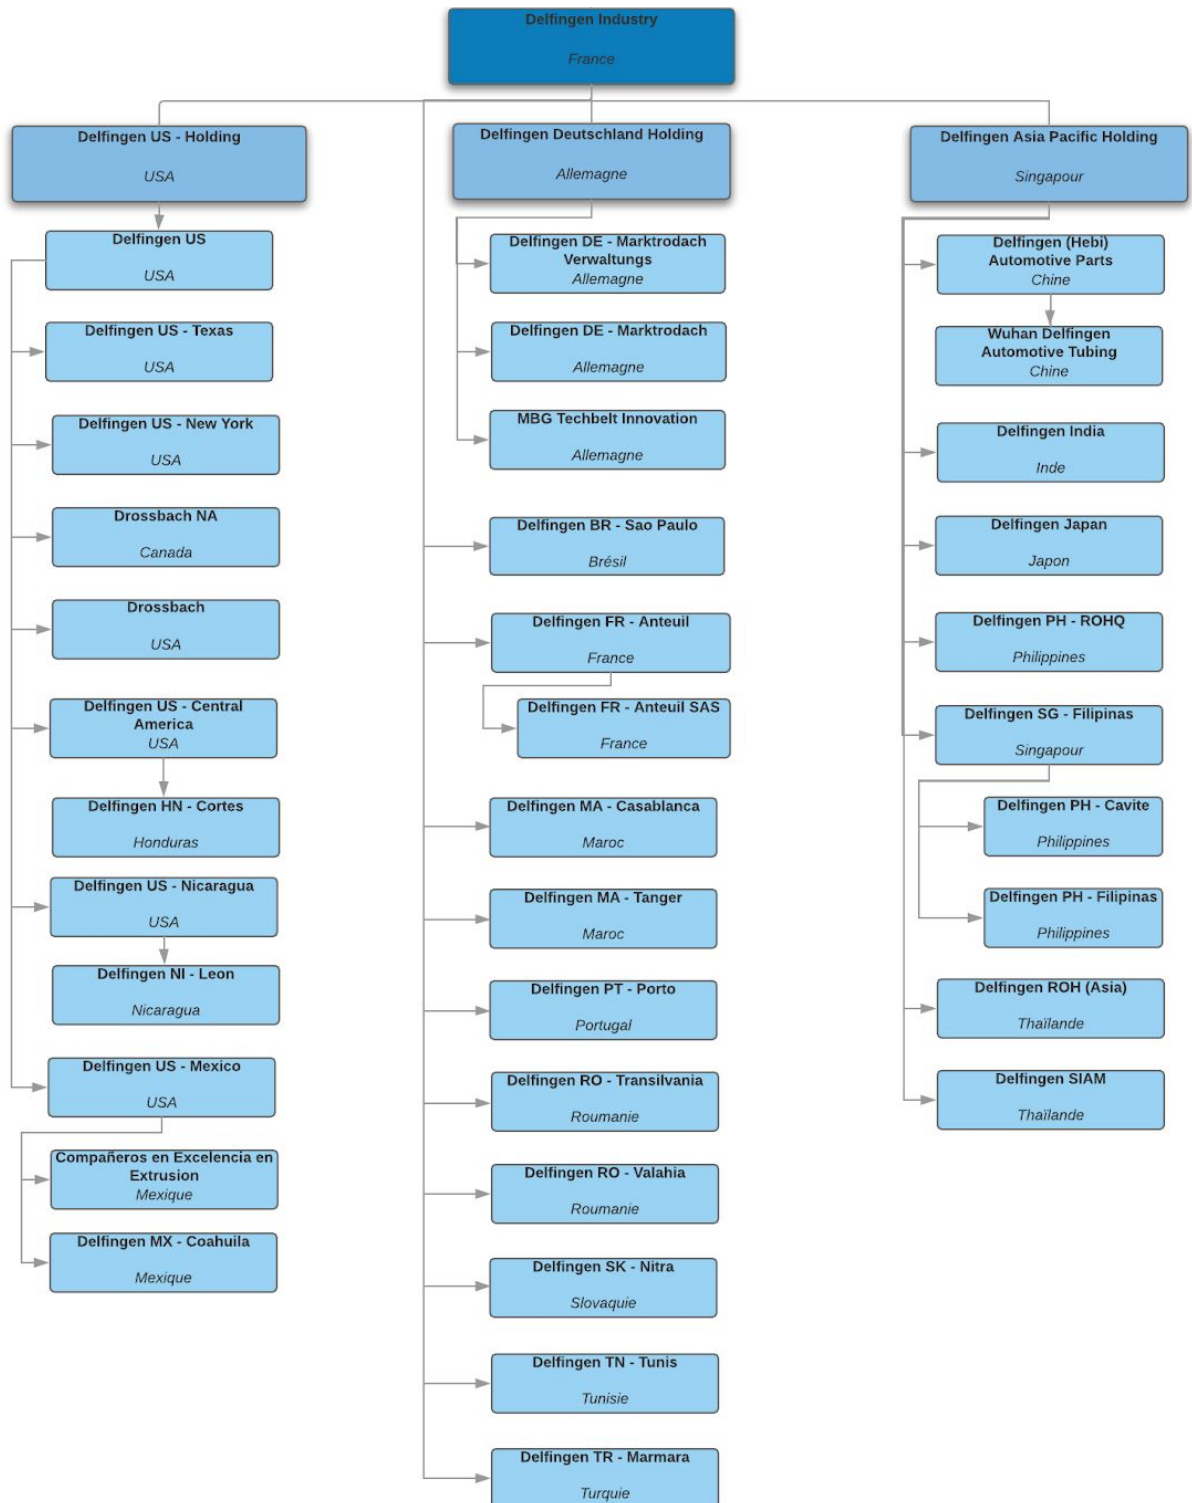 Delfingen Industry
France
Delfingen US - Holding
USA
Delfingen US
USA
Delfingen US - Texas
USA
Delfingen US - New York
USA
Drossbach NA
Canada
Drossbach
USA
Delfingen US - Central
America
USA
Delfingen HN - Cortes
Honduras
Delfingen US - Nicaragua
USA
Delfingen NI - Leon
Nicaragua
Delfingen US - Mexico
USA
Compañeros en Excelencia en
Extrusion
Mexique
Delfingen MX - Coahuila
Mexique
Delfingen Deutschland Holding
Allemagne
Delfingen DE - Marktrodach
Verwaltungs
Allemagne
Delfingen DE - Marktrodach
Allemagne
MBG Techbelt Innovation
Allemagne
Delfingen BR - Sao Paulo
Brésil
Delfingen FR - Anteuil
France
Delfingen FR - Anteuil SAS
France
Delfingen MA - Casablanca
Maroc
Delfingen MA - Tanger
Maroc
Delfingen PT - Porto
Portugal
Delfingen RO - Transilvania
Roumanie
Delfingen RO - Valahia
Roumanie
Delfingen SK - Nitra
Slovaquie
Delfingen TN - Tunis
Tunisie
Delfingen TR - Marmara
Turquie
Delfingen Asia Pacific Holding
Singapour
Delfingen (Hebi)
Automotive Parts
Chine
Wuhan Delfingen
Automotive Tubing
Chine
Delfingen India
Inde
Delfingen Japan
Japon
Delfingen PH - ROHQ
Philippines
Delfingen SG - Filipinas
Singapour
Delfingen PH - Cavite
Philippines
Delfingen PH - Filipinas
Philippines
Delfingen ROH (Asia)
Thaïlande
Delfingen SIAM
Thaïlande